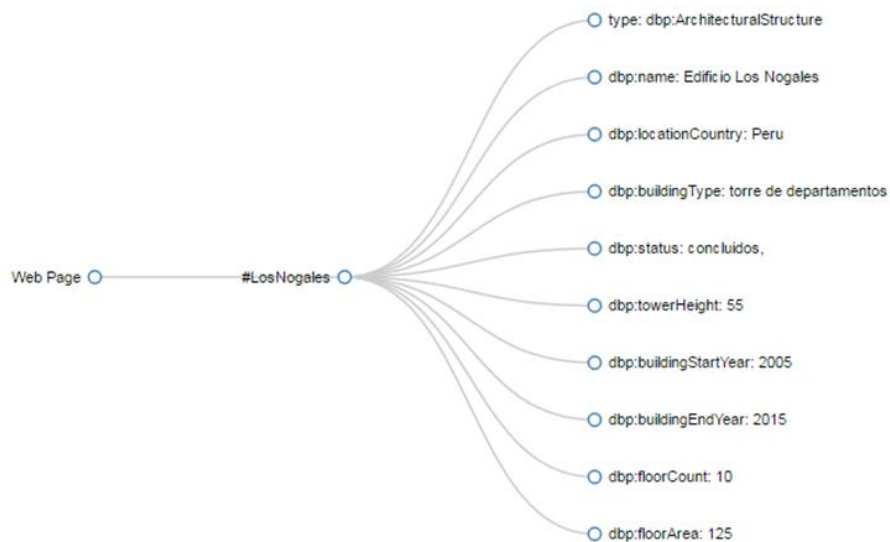 type: dbp:ArchitecturalStructure
dbp:name: Edificio Los Nogales
dbp:locationCountry: Peru
dbp:buildingType: torre de departamentos
dbp:status: concluidos,
Web Page
#LosNogales
dbp:towerHeight: 55
dbp:buildingStartYear: 2005
dbp:buildingEndYear: 2015
dbp:floorCount: 10
dbp:floorArea: 125